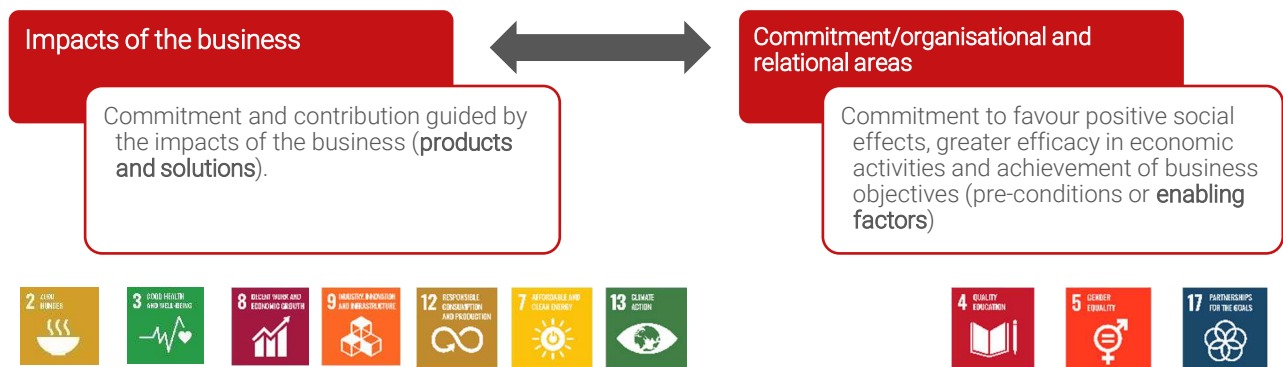 Impacts of the business
Commitment and contribution guided by
the impacts of the business (products
and solutions).
Commitment/organisational and
relational areas
Commitment to favour positive social
effects, greater efficacy in economic
activities and achievement of business
objectives (pre-conditions or enabling
factors)
2 ZERO
HUNGER
3 GOOD HEALTH
AND WELL-BEING
8 DECENT WORK AND
ECONOMIC GROWTH
9 INDUSTRY, INNOVATION
AND INFRASTRUCTURE
12 RESPONSIBLE
CONSUMPTION
AND PRODUCTION
7 AFFORDABLE AND
CLEAN ENERGY
13 CLIMATE
ACTION
4 QUALITY
EDUCATION
5 GENDER
EQUALITY
17 PARTNERSHIPS
FOR THE GOALS